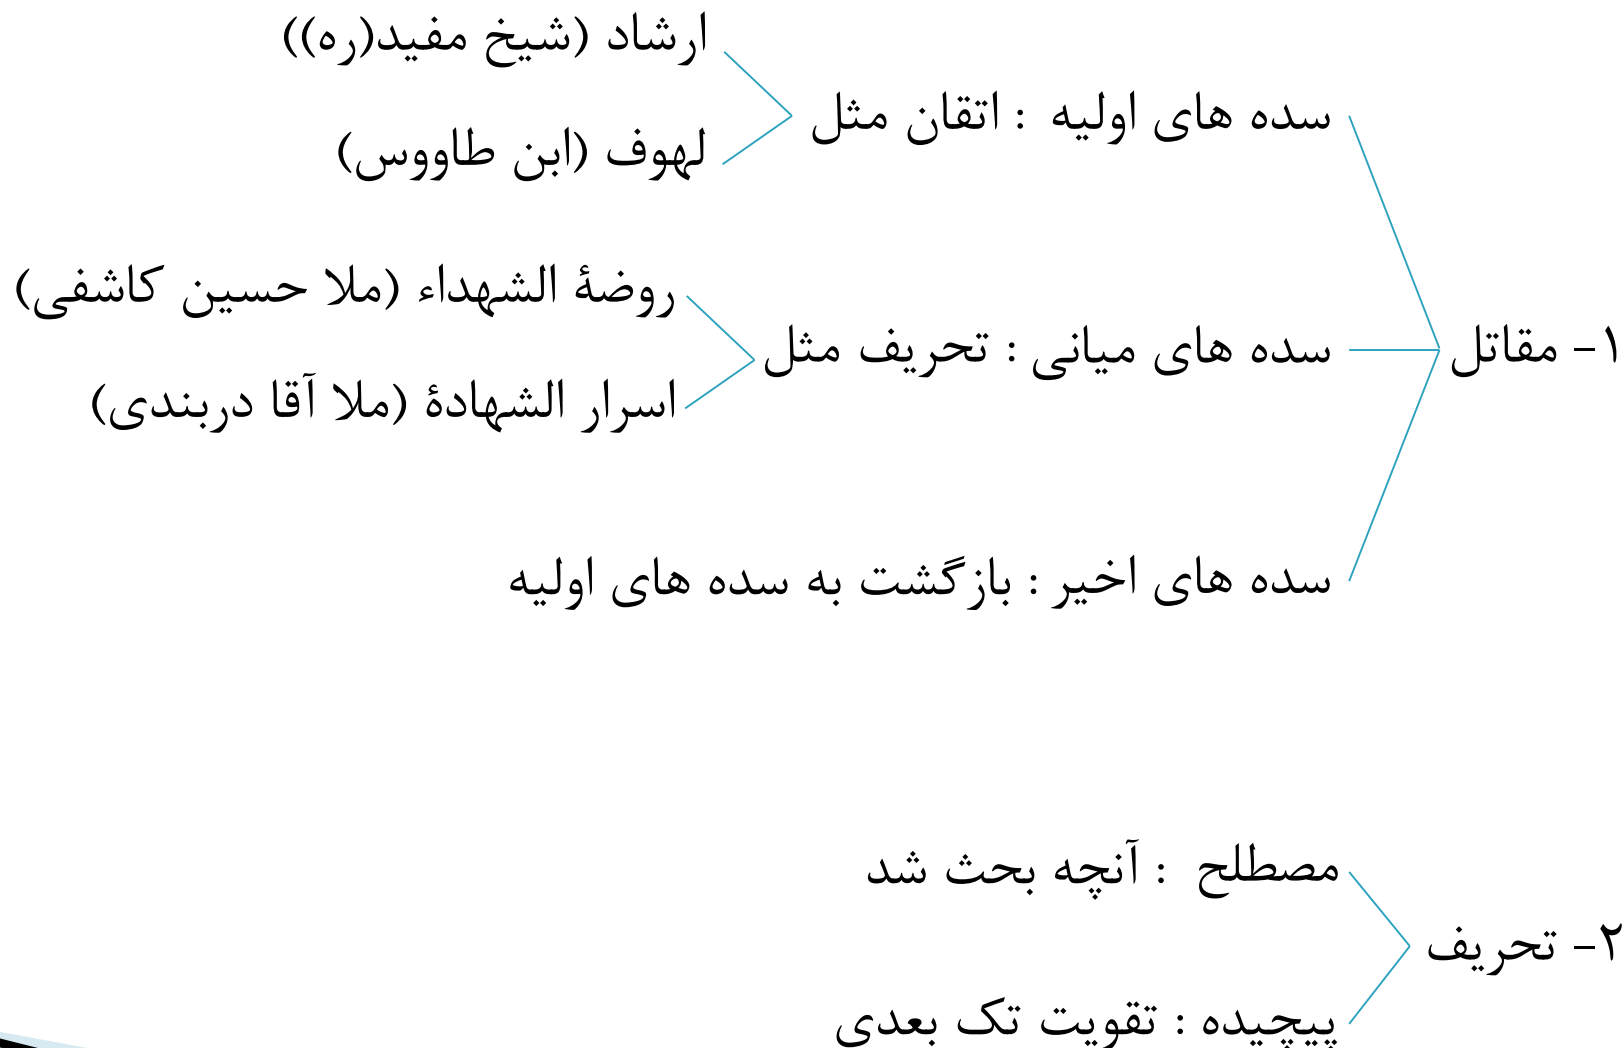 ارشاد (شیخ مفید(ره))
سده های اولیه : اتقان مثل
لهوف (ابن طاووس)
روضۀ الشهداء (ملا حسین کاشفی)
۱- مقاتل
سده های میانی : تحریف مثل
اسرار الشهادۀ (ملا آقا دربندی)
سده های اخیر : بازگشت به سده های اولیه
مصطلح : آنچه بحث شد
۲- تحریف
پیچیده : تقویت تک بعدی